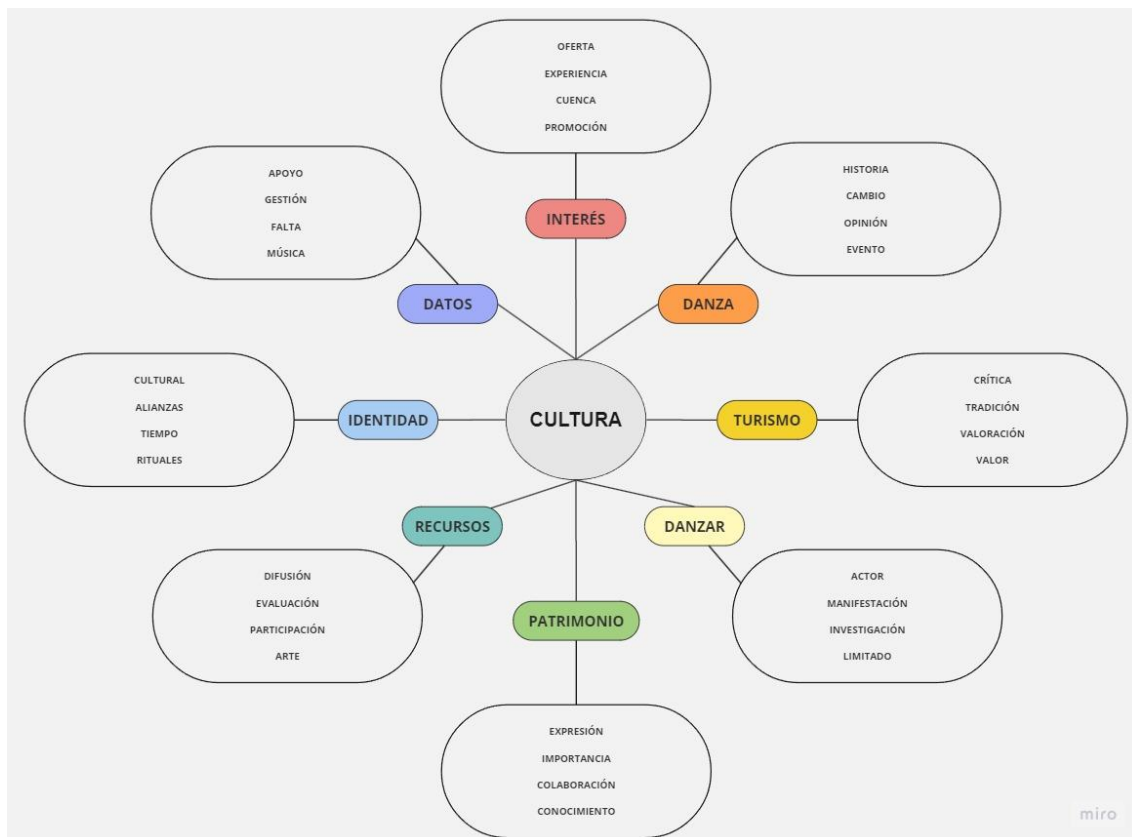 OFERTA
EXPERIENCIA
CUENCA
PROMOCIÓN
INTERÉS
APOYO
GESTIÓN
FALTA
MÚSICA
DATOS
HISTORIA
CAMBIO
OPINIÓN
EVENTO
DANZA
CULTURAL
ALIANZAS
TIEMPO
RITUALES
IDENTIDAD
CULTURA
TURISMO
CRÍTICA
TRADICIÓN
VALORACIÓN
VALOR
RECURSOS
DIFUSIÓN
EVALUACIÓN
PARTICIPACIÓN
ARTE
DANZAR
ACTOR
MANIFESTACIÓN
INVESTIGACIÓN
LIMITADO
PATRIMONIO
EXPRESIÓN
IMPORTANCIA
COLABORACIÓN
CONOCIMIENTO
miro